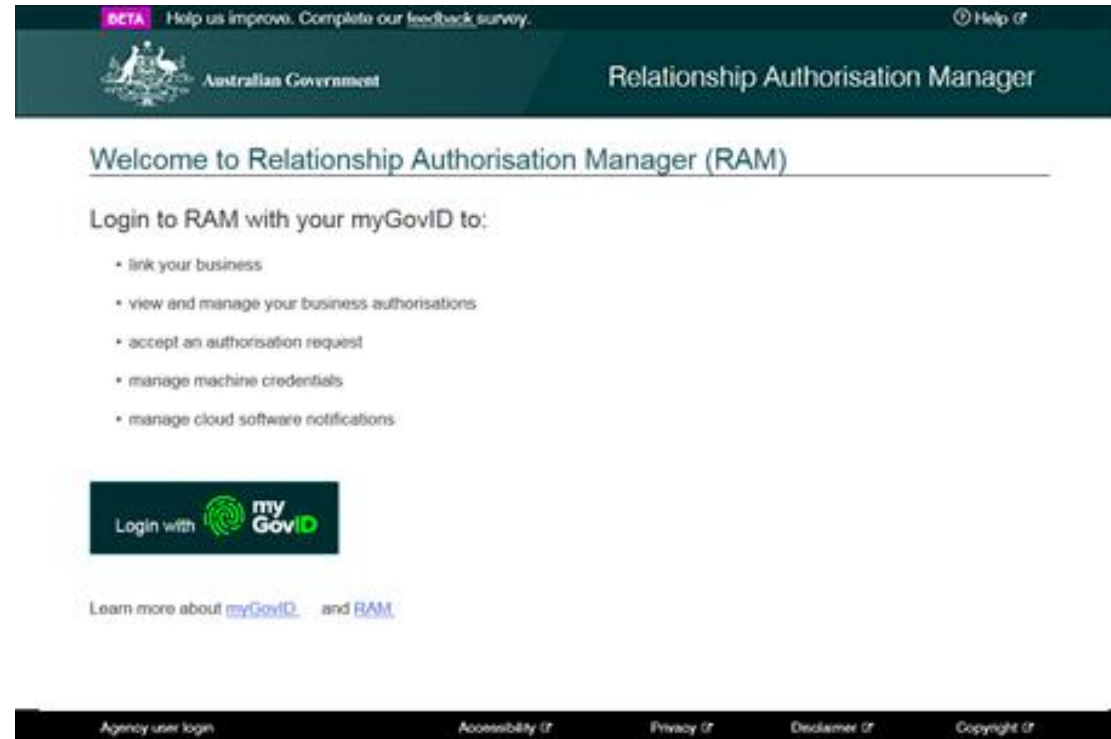 BETA Help us improve. Complete our feedback survey.
Help
Australian Government
Relationship Authorisation Manager
Welcome to Relationship Authorisation Manager (RAM)
Login to RAM with your myGovID to:
• link your business
• view and manage your business authorisations
• accept an authorisation request
• manage machine credentials
• manage cloud software notifications
Login with my GovID
Learn more about myGovID and RAM
Agency user login Accessibility Privacy Disclaimer Copyright